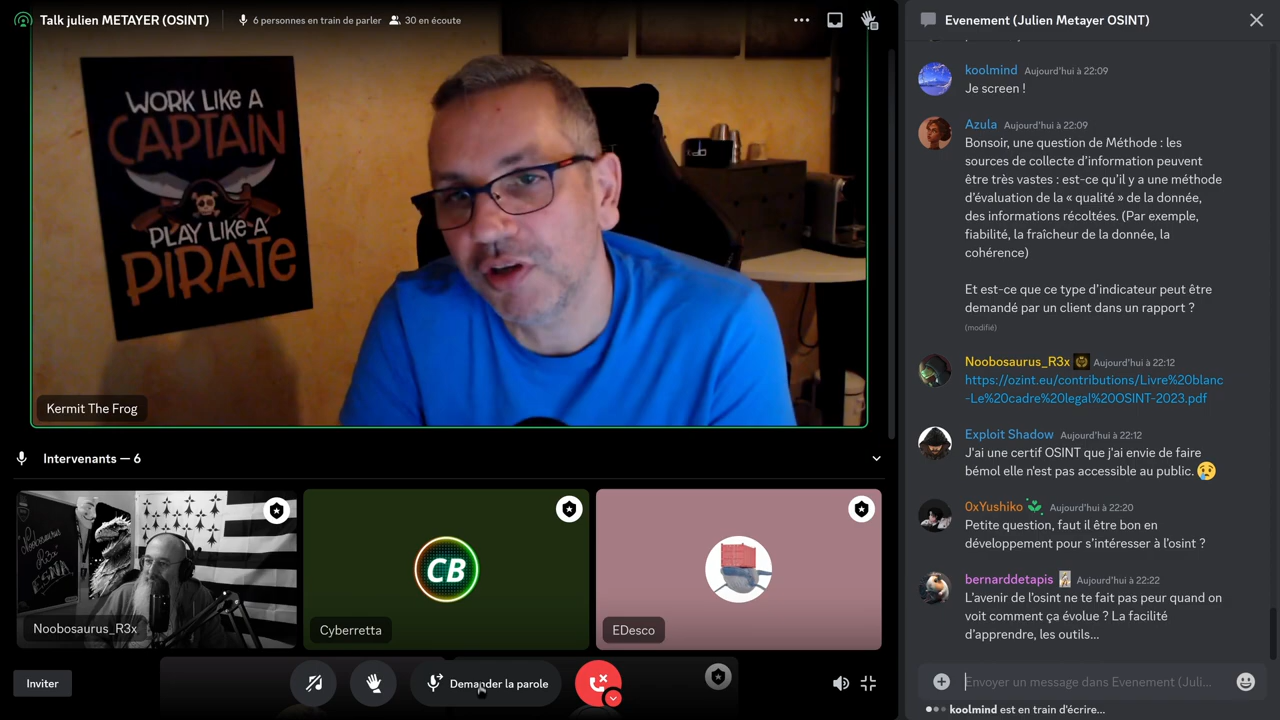 Talk julien METAYER (OSINT)
6 personnes en train de parler
30 en écoute
WORK LIKE A
CAPTAIN
PLAY LIKE A
PIRATE
Kermit The Frog
Intervenants — 6
Noobosaurus_R3x
CB
Cyberretta
EDesco
Inviter
Demander la parole
Evenement (Julien Metayer OSINT)
koolmind Aujourd'hui à 22:09
Je screen !
Azula Aujourd'hui à 22:09
Bonsoir, une question de Méthode : les
sources de collecte d'information peuvent
être très vastes : est-ce qu'il y a une méthode
d'évaluation de la « qualité » de la donnée,
des informations récoltées. (Par exemple,
fiabilité, la fraîcheur de la donnée, la
cohérence)
Et est-ce que ce type d'indicateur peut être
demandé par un client dans un rapport ?
(modifié)
Noobosaurus_R3x Aujourd'hui à 22:12
https://ozint.eu/contributions/Livre%20blanc
-Le%20cadre%20legal%20OSINT-2023.pdf
Exploit Shadow Aujourd'hui à 22:12
J'ai une certif OSINT que j'ai envie de faire
bémol elle n'est pas accessible au public.
0xYushiko Aujourd'hui à 22:20
Petite question, faut il être bon en
développement pour s'intéresser à l'osint ?
bernarddetapis Aujourd'hui à 22:22
L'avenir de l'osint ne te fait pas peur quand on
voit comment ça évolue ? La facilité
d'apprendre, les outils...
Envoyer un message dans Evenement (Juli...
koolmind est en train d'écrire...